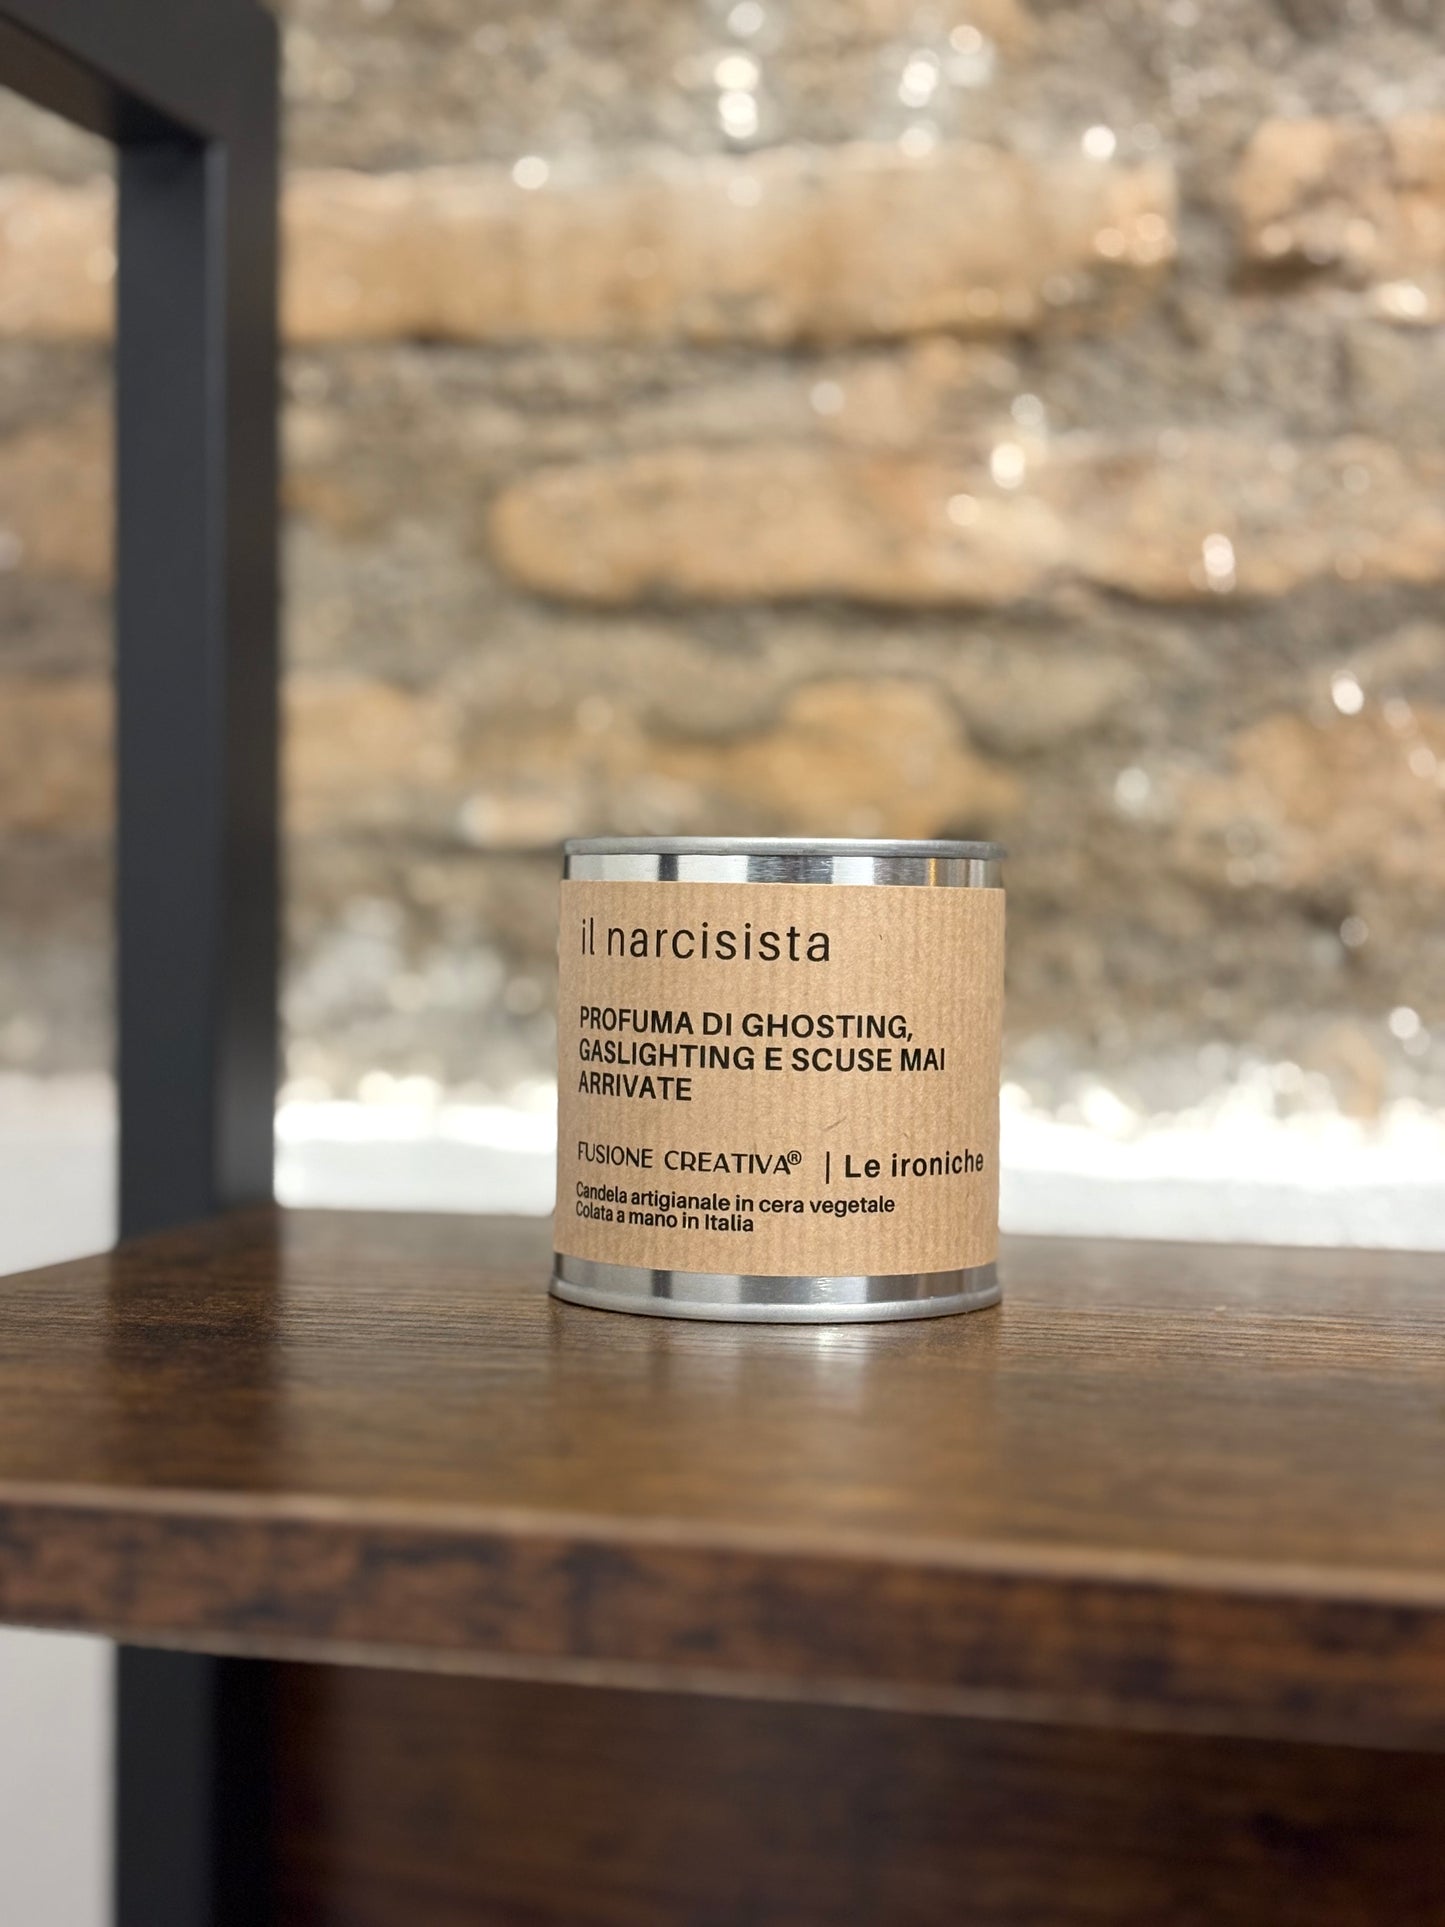 il narcisista
PROFUMA DI GHOSTING,
GASLIGHTING E SCUSE MAI
ARRIVATE
FUSIONE CREATIVA® | Le ironiche
Candela artigianale in cera vegetale
Colata a mano in Italia